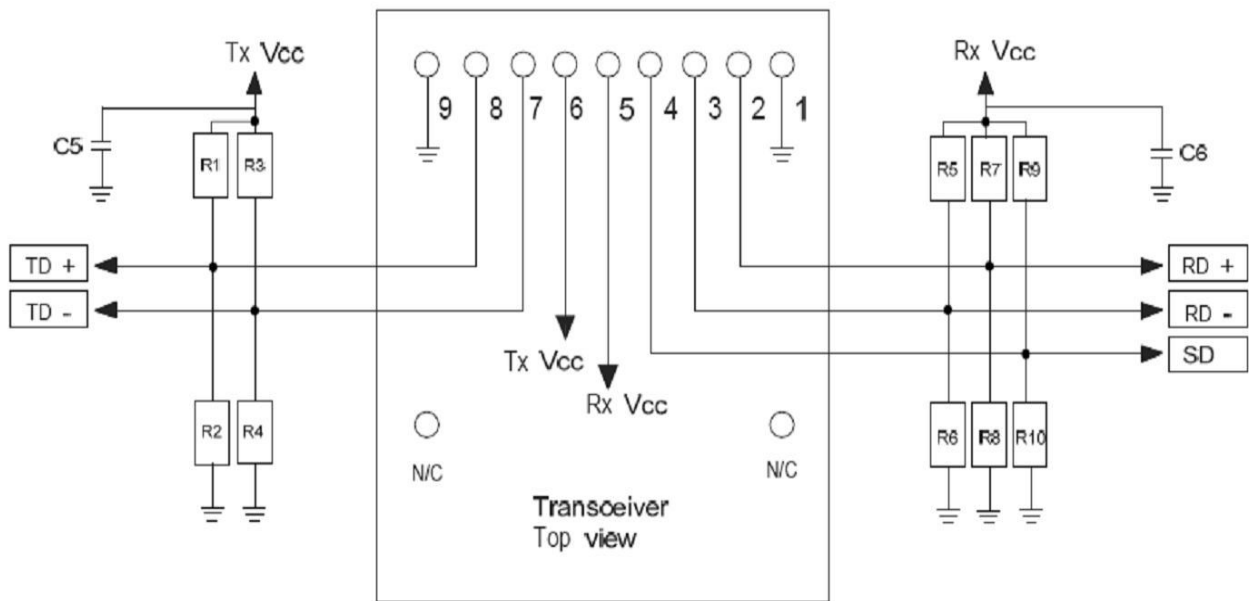 Tx Vcc
Rx Vcc
9 8 7 6 5 4 3 2 1
C5
R1 R3
R5 R7 R9
C6
TD +
RD +
TD -
RD -
SD
Tx Vcc
Rx Vcc
R2 R4
R6 R8 R10
N/C
N/C
Transceiver
Top view